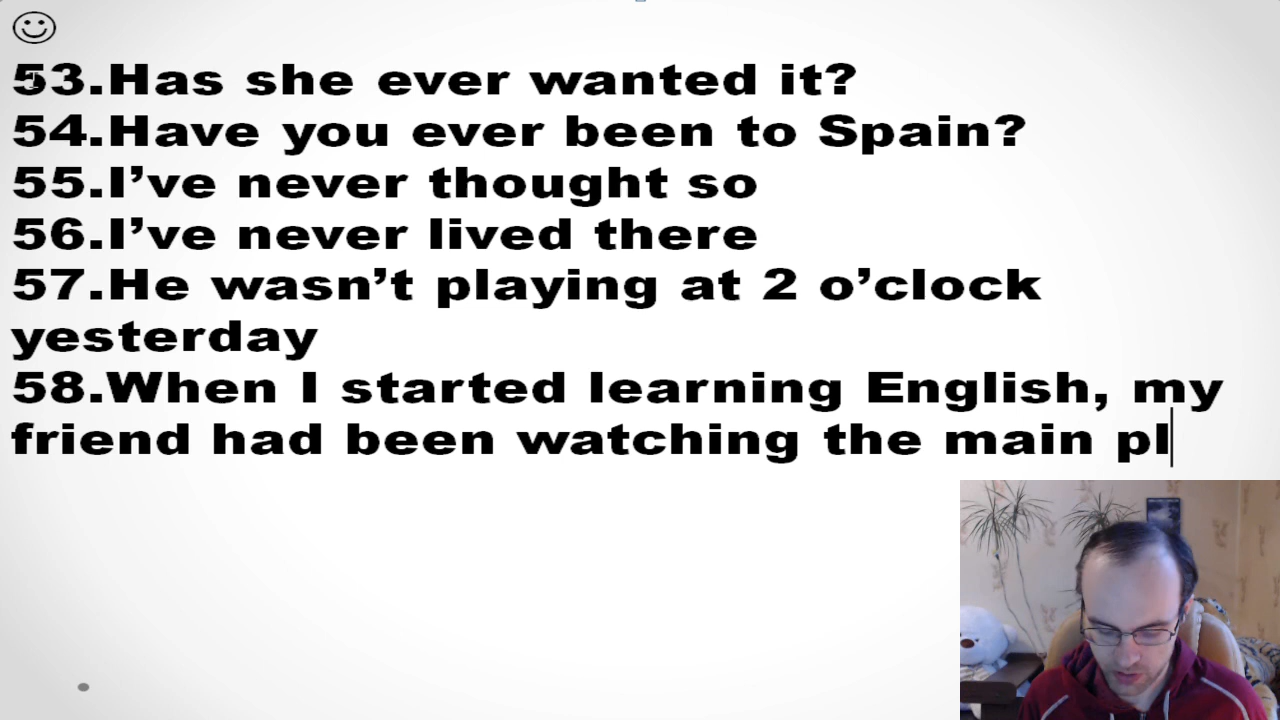 53.Has she ever wanted it?
54.Have you ever been to Spain?
55.I’ve never thought so
56.I’ve never lived there
57.He wasn’t playing at 2 o’clock
yesterday
58.When I started learning English, my
friend had been watching the main pl